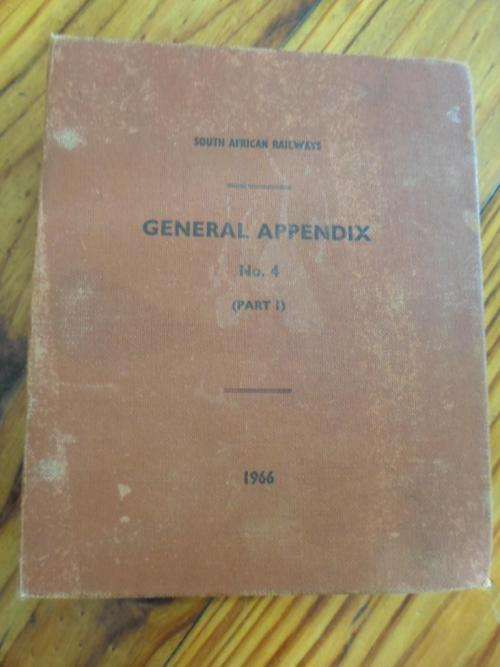 SOUTH AFRICAN RAILWAYS
GENERAL APPENDIX
No. 4
(PART I)
1966